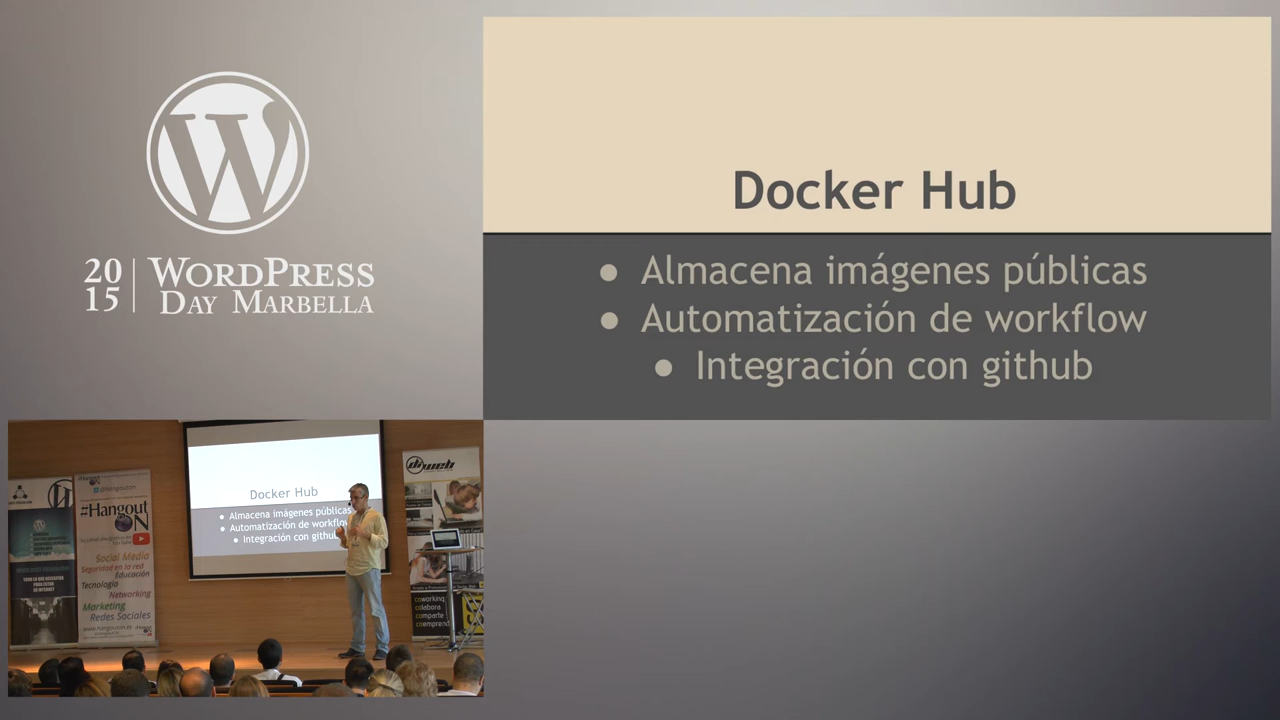 20
15
WORDPRESS
DAY MARBELLA
Docker Hub
● Almacena imágenes públicas
● Automatización de workflow
● Integración con github
Docker Hub
● Almacena imágenes públicas
● Automatización de workflow
● Integración con github
#Hangout
ON
Social Media
Seguridad en la red
Educación
Tecnología
Networking
Marketing
Redes Sociales
diweb
coworking
colabora
comparte